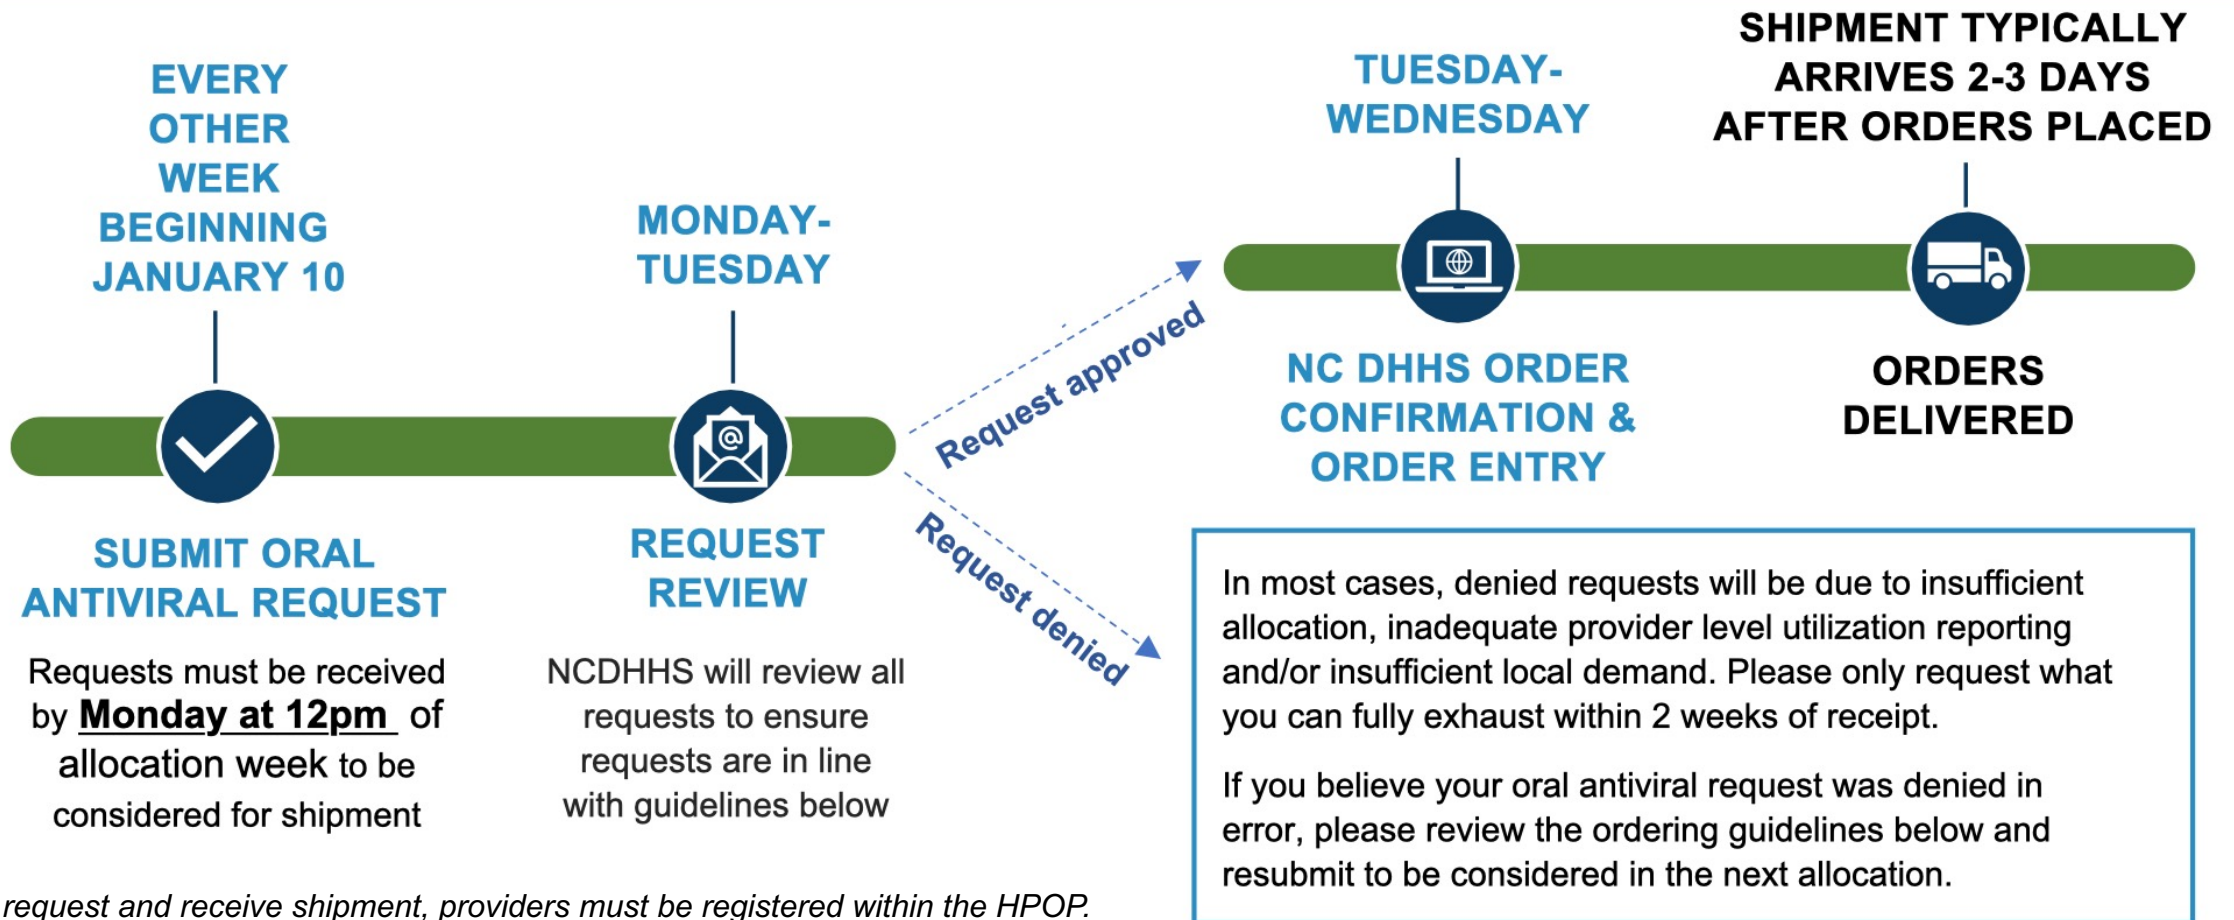 EVERY
OTHER
WEEK
BEGINNING
JANUARY 10
SUBMIT ORAL
ANTIVIRAL REQUEST
Requests must be received
by Monday at 12pm of
allocation week to be
considered for shipment
MONDAY-
TUESDAY
REQUEST
REVIEW
NCDHHS will review all
requests to ensure
requests are in line
with guidelines below
Request approved
Request denied
TUESDAY-
WEDNESDAY
NC DHHS ORDER
CONFIRMATION &
ORDER ENTRY
SHIPMENT TYPICALLY
ARRIVES 2-3 DAYS
AFTER ORDERS PLACED
ORDERS
DELIVERED
In most cases, denied requests will be due to insufficient
allocation, inadequate provider level utilization reporting
and/or insufficient local demand. Please only request what
you can fully exhaust within 2 weeks of receipt.
If you believe your oral antiviral request was denied in
error, please review the ordering guidelines below and
resubmit to be considered in the next allocation.
request and receive shipment, providers must be registered within the HPOP.